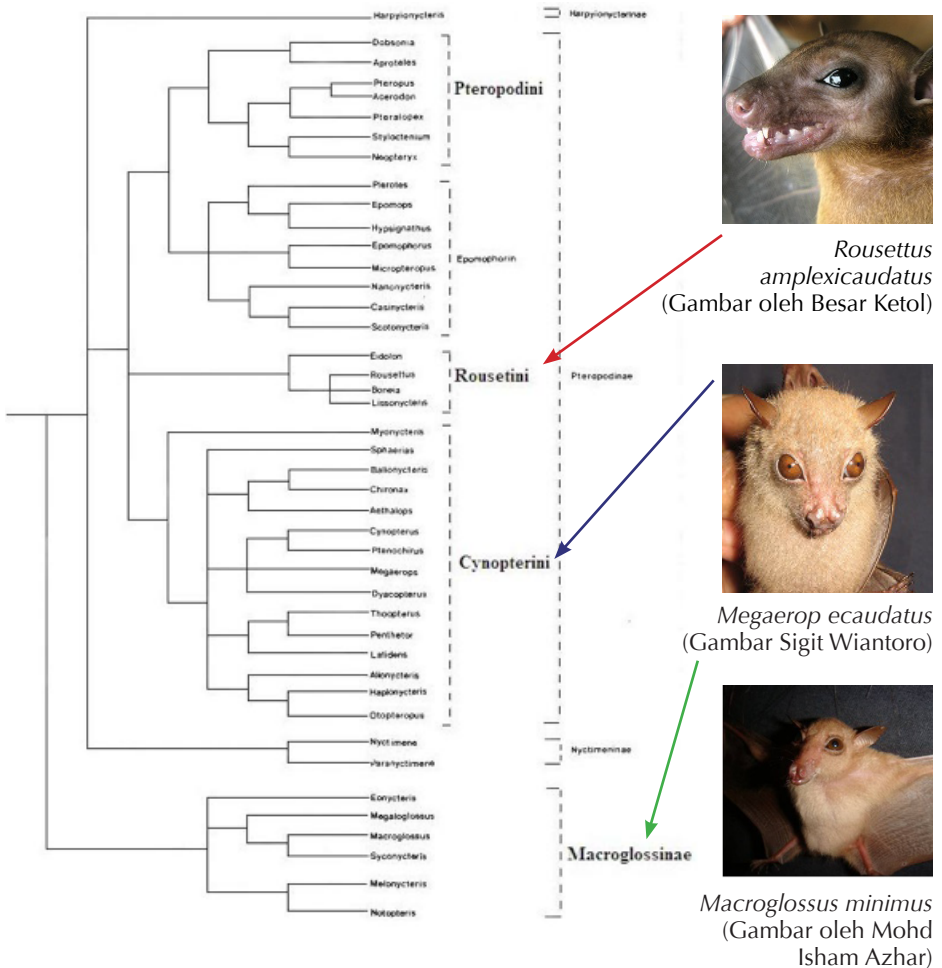 Harpyionycteris
Harpyionycterinae
Dobsonia
Aproteles
Pteropus
Acerodon
Pteralopex
Styloctenium
Neopteryx
Pteropodini
Plerotes
Epomops
Hypsignathus
Epomophorus
Micropteropus
Nanonycteris
Casinycteris
Scotonycteris
Epomophorin
Eidolon
Rousettus
Boneia
Lissonycteris
Rousetini
Pteropodinae
Myonycteris
Sphaerias
Balionycteris
Chironax
Aethalops
Cynopterus
Ptenochirus
Megaerops
Dyacopterus
Thoopterus
Penthetor
Latidens
Alionycteris
Haplonycteris
Otopteropus
Cynopterini
Nyctimene
Paranyctimene
Nyctimeninae
Eonycteris
Megaloglossus
Macroglossus
Syconycteris
Melonycteris
Notopteris
Macroglossinae
Rousettus
amplexicaudatus
(Gambar oleh Besar Ketol)
Megaerop ecaudatus
(Gambar Sigit Wiantoro)
Macroglossus minimus
(Gambar oleh Mohd
Isham Azhar)